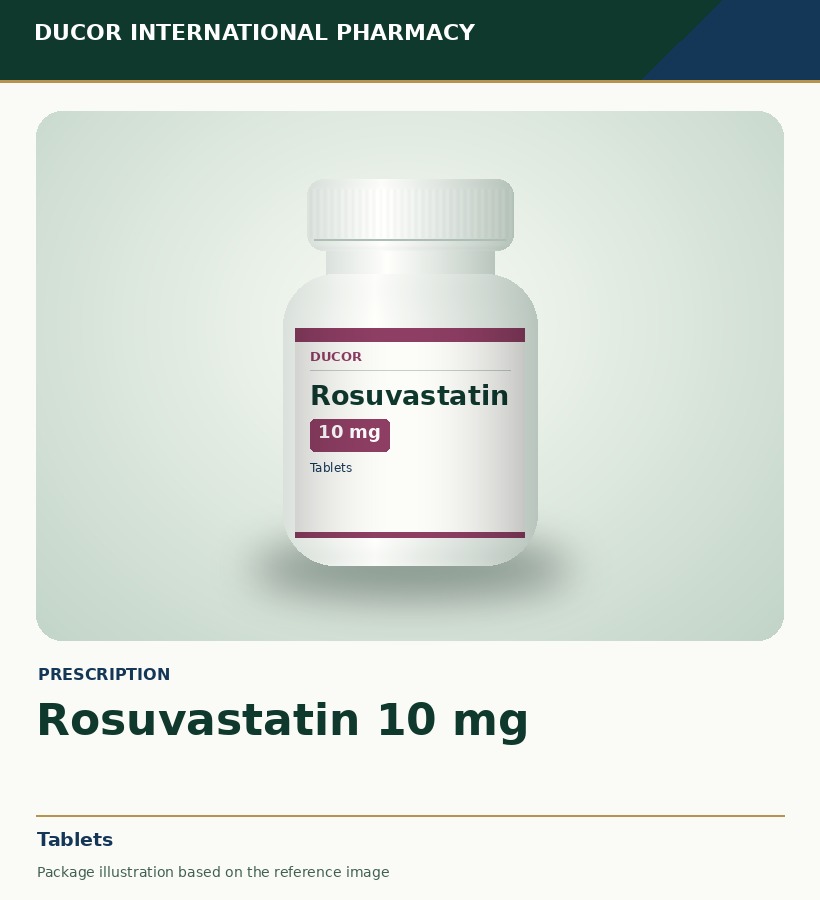 DUCOR INTERNATIONAL PHARMACY
DUCOR
Rosuvastatin
10 mg
Tablets
PRESCRIPTION
Rosuvastatin 10 mg
Tablets
Package illustration based on the reference image